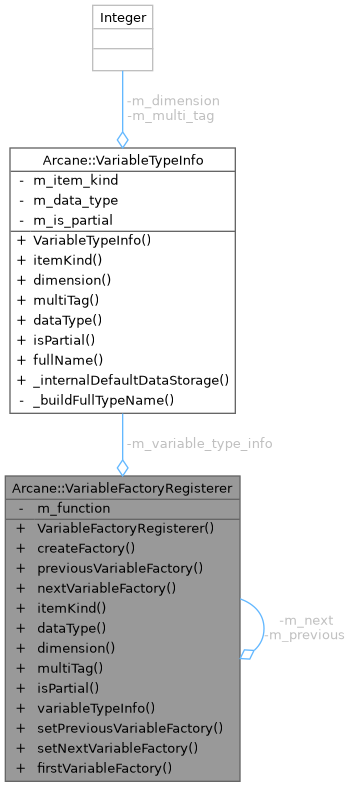 Integer
-m_dimension
-m_multi_tag
Arcane::VariableTypeInfo
- m_item_kind
- m_data_type
- m_is_partial
+ VariableTypeInfo()
+ itemKind()
+ dimension()
+ multiTag()
+ dataType()
+ isPartial()
+ fullName()
+ _internalDefaultDataStorage()
- _buildFullTypeName()
-m_variable_type_info
Arcane::VariableFactoryRegisterer
- m_function
+ VariableFactoryRegisterer()
+ createFactory()
+ previousVariableFactory()
+ nextVariableFactory()
+ itemKind()
+ dataType()
+ dimension()
+ multiTag()
+ isPartial()
+ variableTypeInfo()
+ setPreviousVariableFactory()
+ setNextVariableFactory()
+ firstVariableFactory()
-m_next
-m_previous